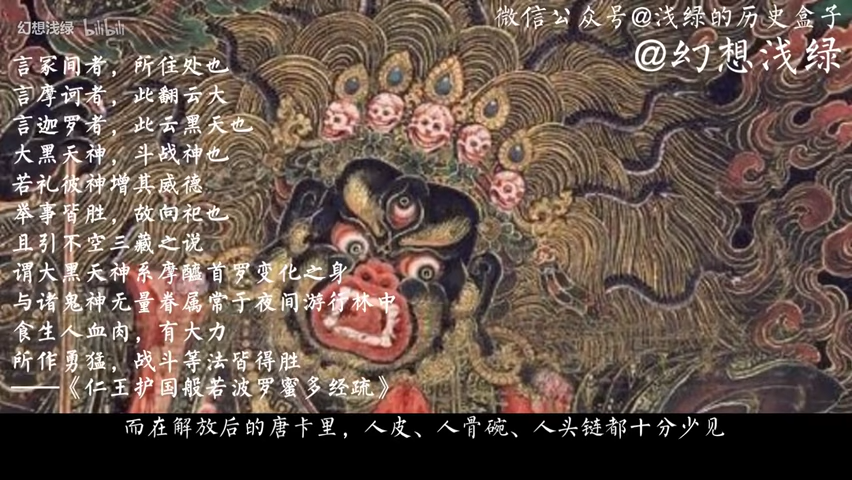 幻想浅绿 bilibili
微信公众号@浅绿的历史盒子
@幻想浅绿
言冢间者，所住处也
言摩诃者，此翻云大
言迦罗者，此云黑天也
大黑天神，斗战神也
若礼彼神增其威德
举事皆胜，故向祀也
且引不空三藏之说
谓大黑天神系摩醯首罗变化之身
与诸鬼神无量眷属常于夜间游行林中
食生人血肉，有大力
所作勇猛，战斗等法皆得胜
——《仁王护国般若波罗蜜多经疏》
而在解放后的唐卡里，人皮、人骨碗、人头链都十分少见